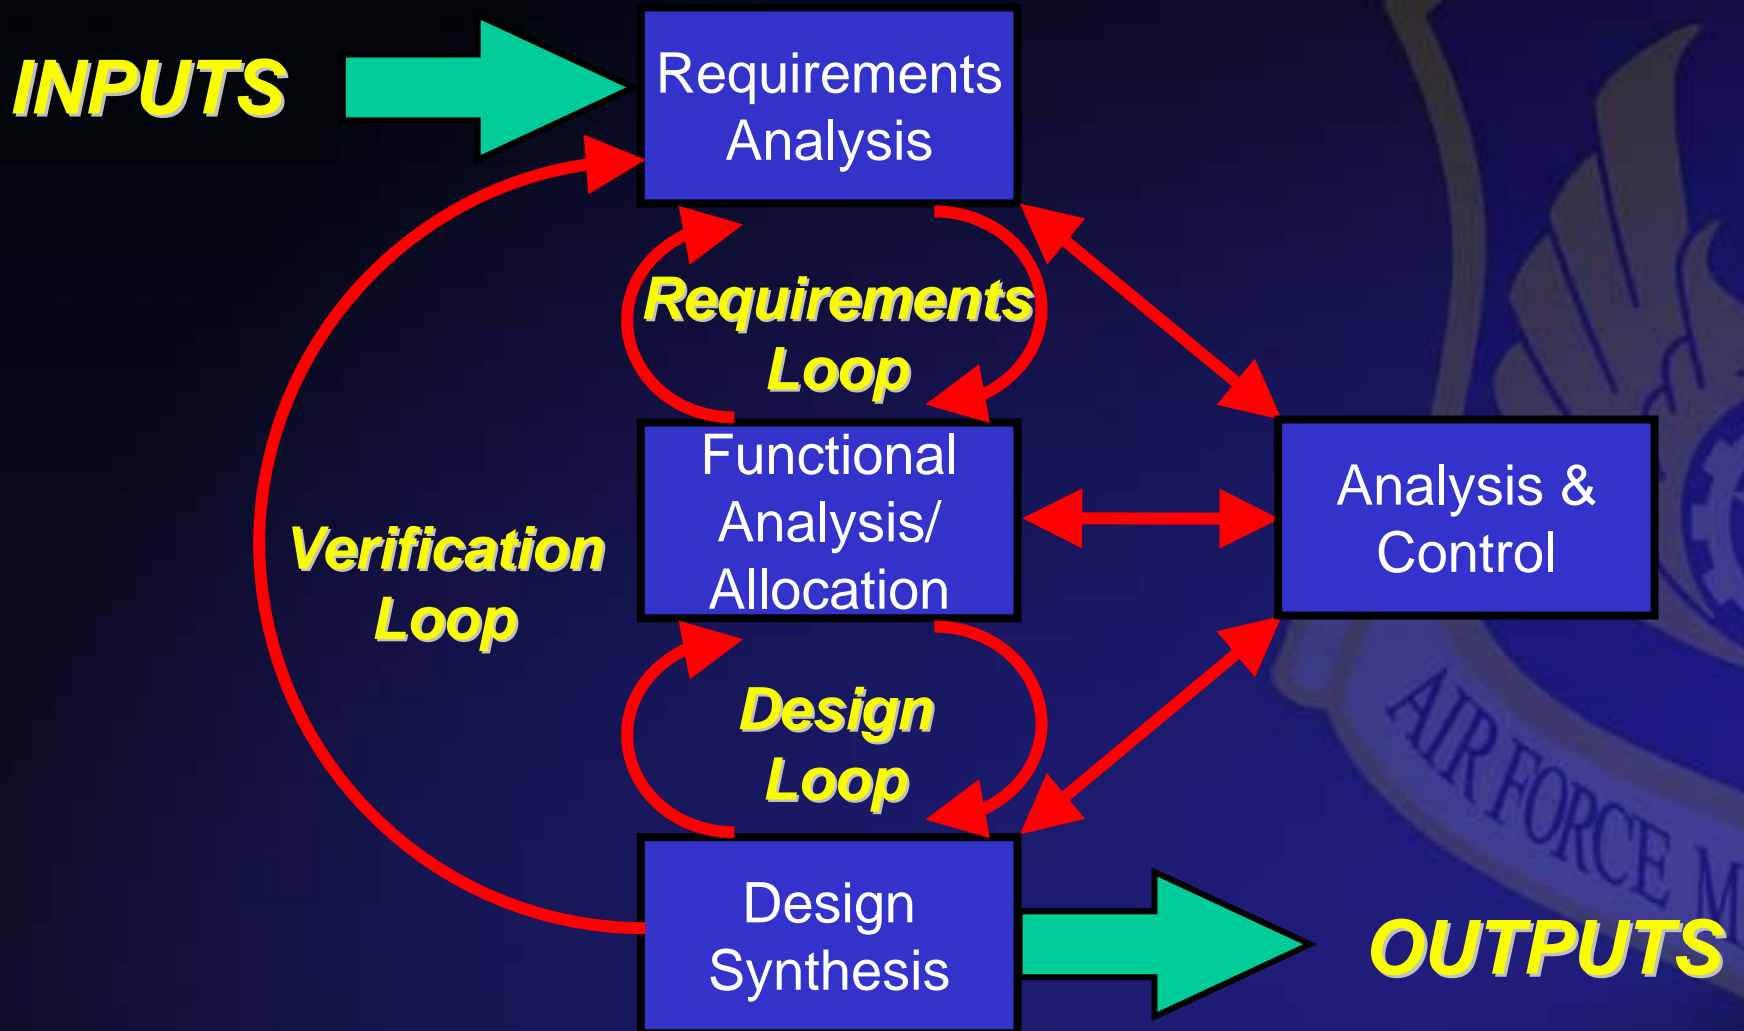 INPUTS
Requirements
Analysis
Requirements
Loop
Functional
Analysis/
Allocation
Analysis &
Control
Verification
Loop
Design
Loop
Design
Synthesis
OUTPUTS
AIR FORCE M